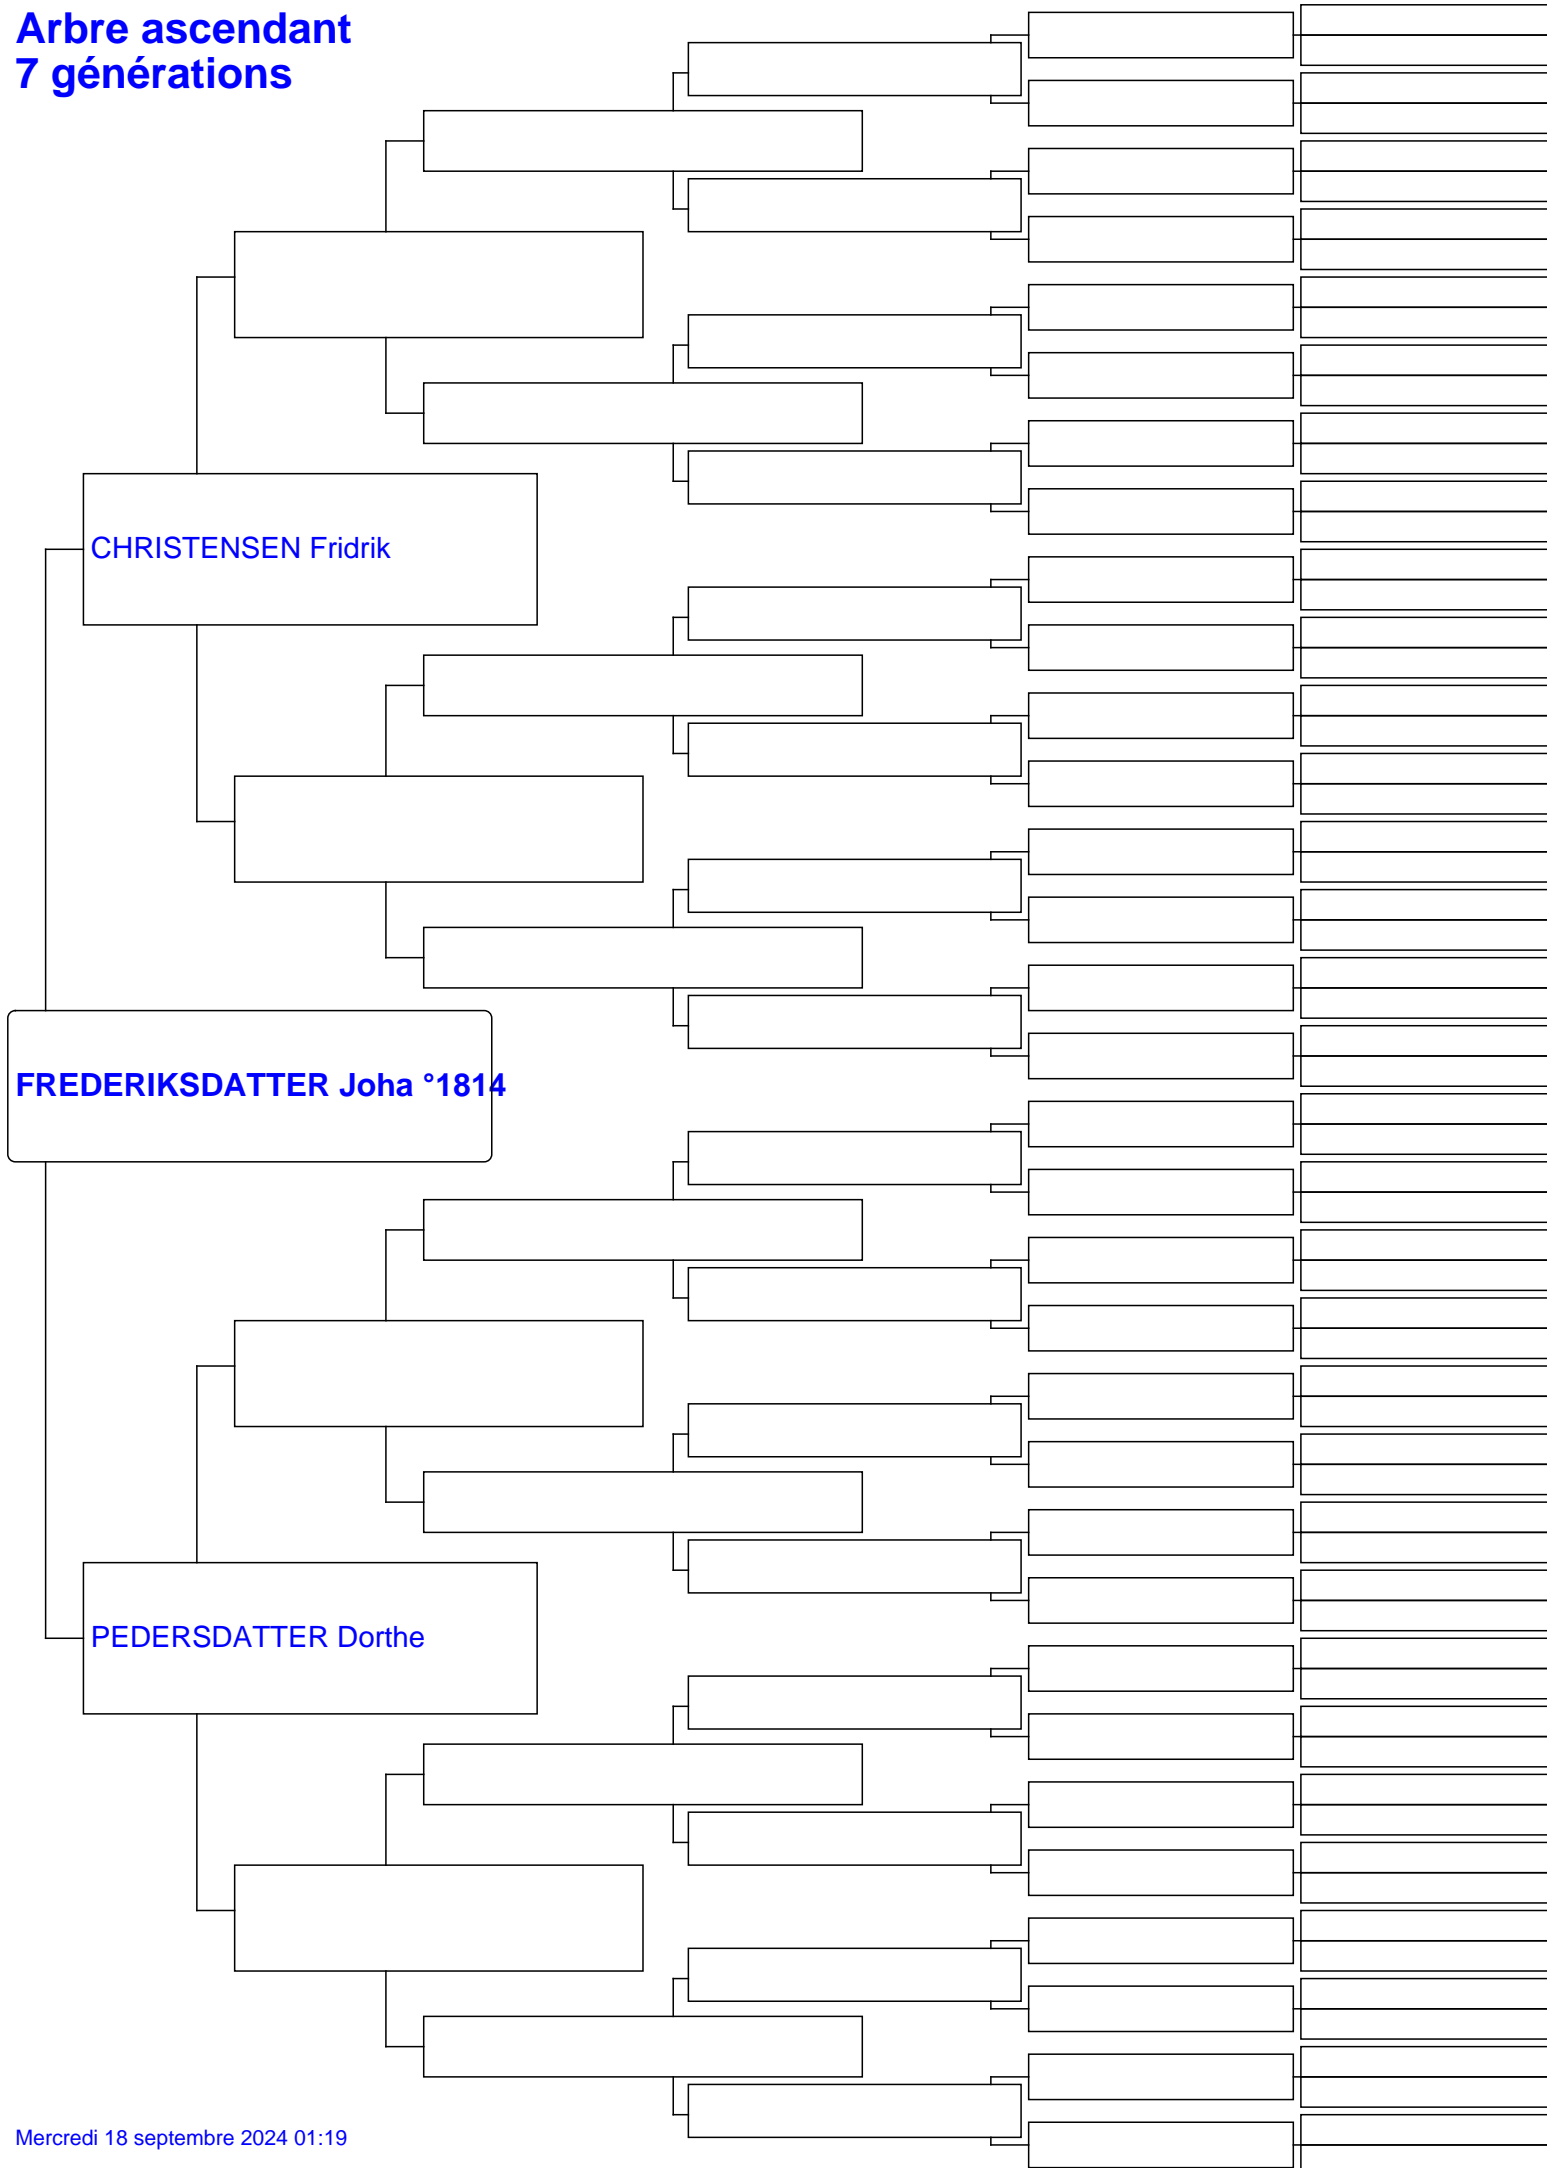 Arbre ascendant
7 générations
CHRISTENSEN Fridrik
FREDERIKSDATTER Joha °1814
PEDERSDATTER Dorthe
Mercredi 18 septembre 2024 01:19